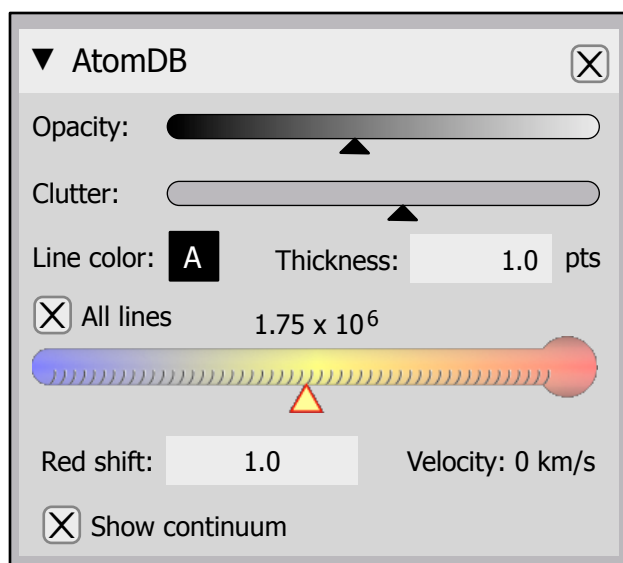 ▼ AtomDB
Opacity:
Clutter:
Line color: A Thickness: 1.0 pts
All lines 1.75 x 10⁶
Red shift: 1.0 Velocity: 0 km/s
Show continuum